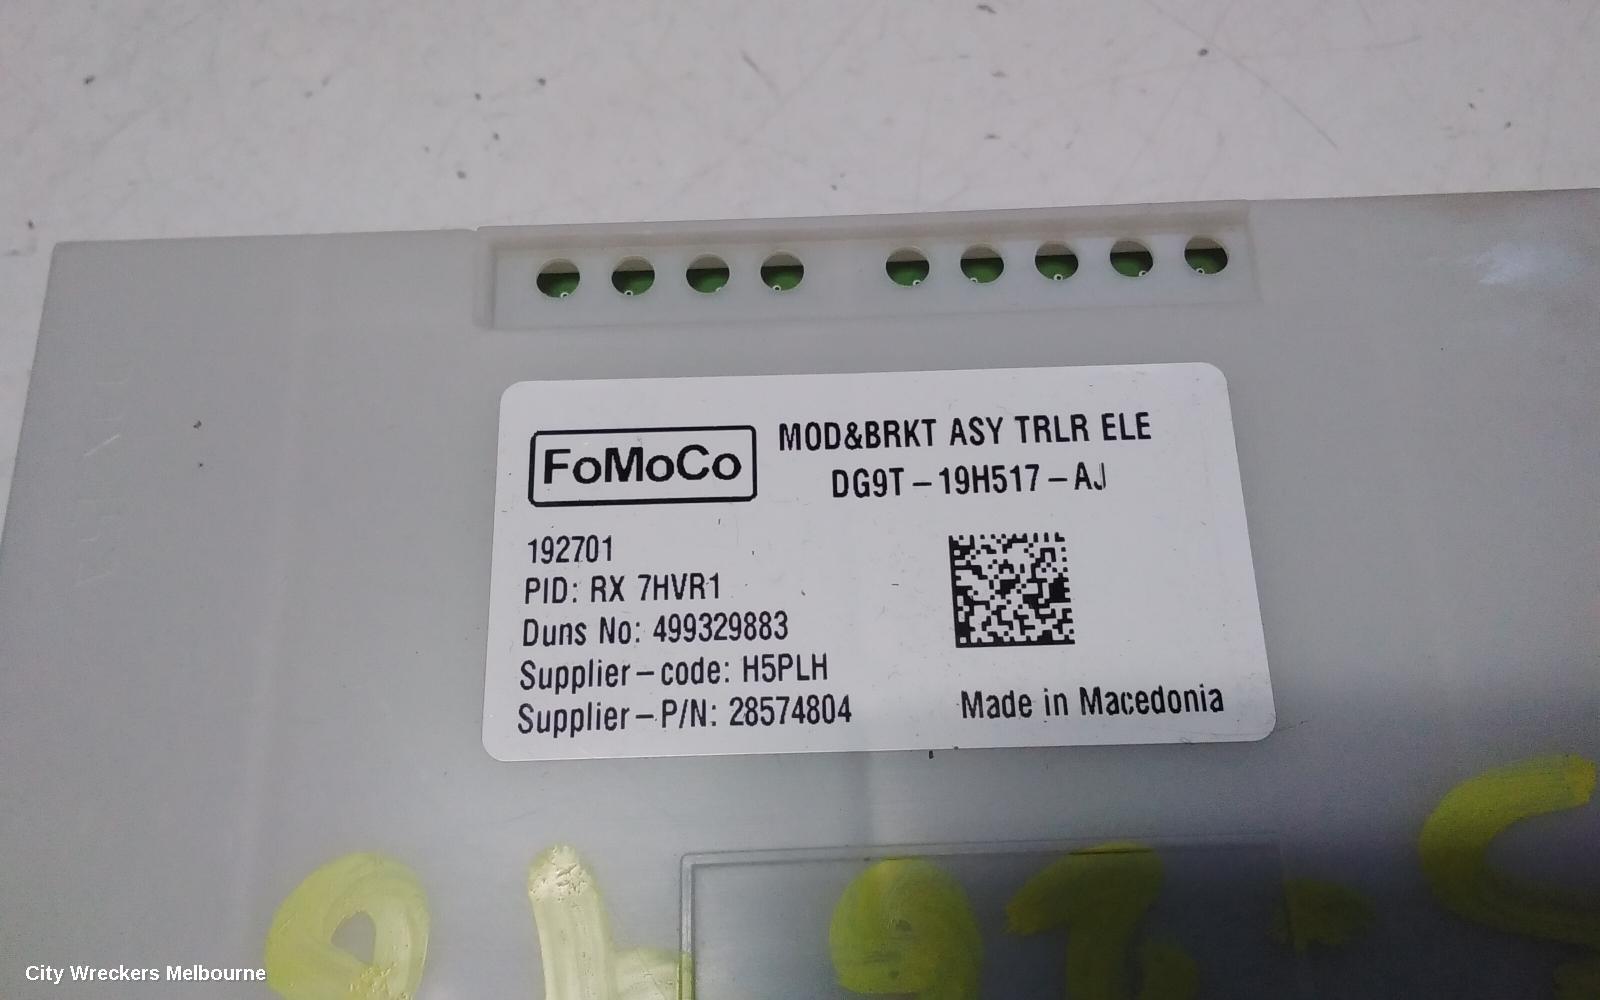 MOD&BRKT ASY TRLR ELE
FoMoCo
DG9T-19H517-AJ
192701
PID: RX 7HVR1
Duns No: 499329883
Supplier-code: H5PLH
Supplier-P/N: 28574804
Made in Macedonia
City Wreckers Melbourne